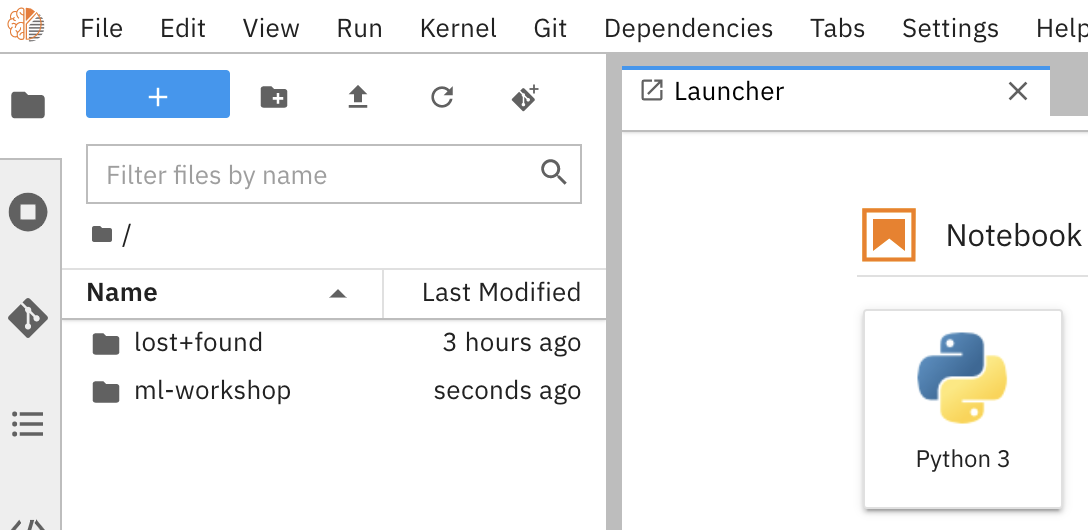 File Edit View Run Kernel Git Dependencies Tabs Settings Help
Launcher
Filter files by name
/
Name Last Modified
lost+found 3 hours ago
ml-workshop seconds ago
Notebook
Python 3